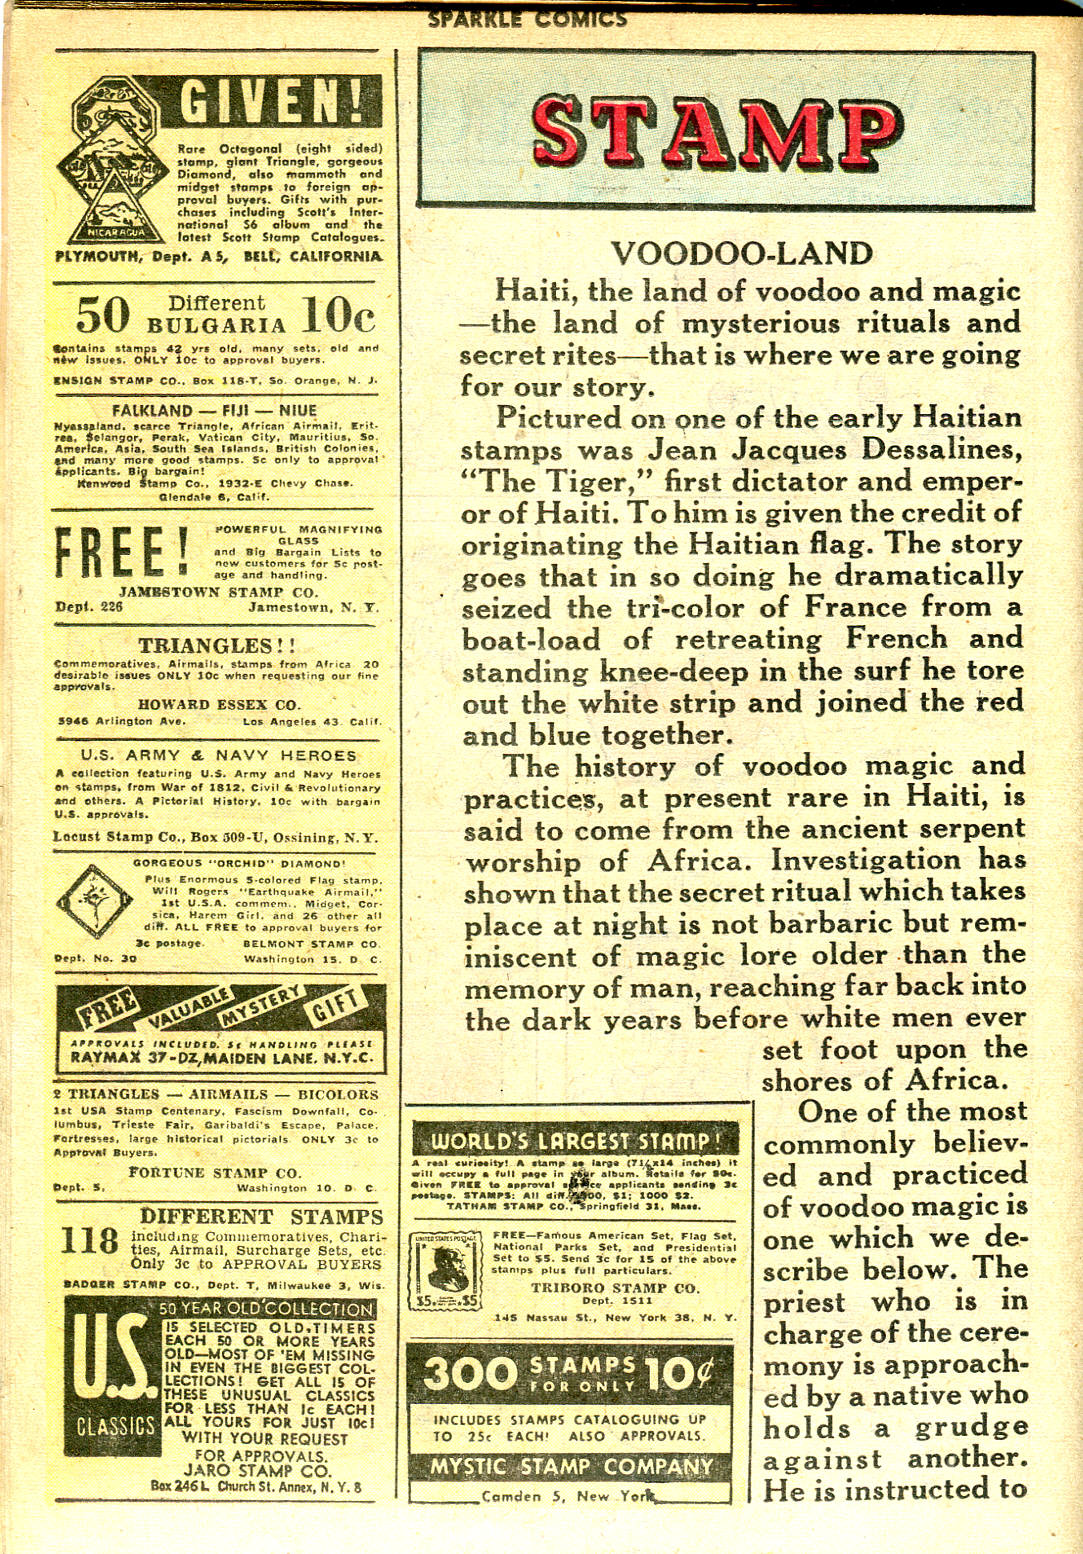 SPARKLE COMICS
GIVEN!
Rare Octagonal (eight sided)
stamp, giant Triangle, gorgeous
Diamond, also mammoth and
midget stamps to foreign ap-
proval buyers. Gifts with pur-
chases including Scott's Inter-
national $6 album and the
latest Scott Stamp Catalogues.
NICARAGUA
PLYMOUTH, Dept. A5, BELL, CALIFORNIA
50 Different BULGARIA 10c
Contains stamps 42 yrs old, many sets, old and
new issues. ONLY 10c to approval buyers.
ENSIGN STAMP CO., Box 118-T, So. Orange, N. J.
FALKLAND — FIJI — NIUE
Nyassaland, scarce Triangle, African Airmail, Erit-
rea, Selangor, Perak, Vatican City, Mauritius, So.
America, Asia, South Sea Islands, British Colonies,
and many more good stamps. 5c only to approval
applicants. Big bargain!
Kenwood Stamp Co., 1932-E Chevy Chase.
Glendale 6, Calif.
FREE!
POWERFUL MAGNIFYING
GLASS
and Big Bargain Lists to
new customers for 5c post-
age and handling.
JAMESTOWN STAMP CO.
Dept. 226 Jamestown, N. Y.
TRIANGLES!!
Commemoratives, Airmails, stamps from Africa 20
desirable issues ONLY 10c when requesting our fine
approvals.
HOWARD ESSEX CO.
5946 Arlington Ave. Los Angeles 43 Calif.
U.S. ARMY & NAVY HEROES
A collection featuring U.S. Army and Navy Heroes
on stamps, from War of 1812, Civil & Revolutionary
and others. A Pictorial History. 10c with bargain
U.S. approvals.
Locust Stamp Co., Box 509-U, Ossining, N.Y.
GORGEOUS "ORCHID" DIAMOND!
Plus Enormous 5-colored Flag stamp,
Will Rogers "Earthquake Airmail,"
1st U.S.A. commem., Midget, Cor-
sica, Harem Girl, and 26 other all
diff. ALL FREE to approval buyers for
3c postage. BELMONT STAMP CO.
Dept. No. 30 Washington 15, D. C.
FREE VALUABLE MYSTERY GIFT
APPROVALS INCLUDED. 5¢ HANDLING PLEASE
RAYMAX 37-DZ, MAIDEN LANE. N.Y.C.
2 TRIANGLES — AIRMAILS — BICOLORS
1st USA Stamp Centenary, Fascism Downfall, Co-
lumbus, Trieste Fair, Garibaldi's Escape, Palace,
Fortresses, large historical pictorials ONLY 3c to
Approval Buyers.
FORTUNE STAMP CO.
Dept. 5, Washington 10. D C.
118 DIFFERENT STAMPS
including Commemoratives, Chari-
ties, Airmail, Surcharge Sets, etc
Only 3c to APPROVAL BUYERS
BADGER STAMP CO., Dept. T, Milwaukee 3, Wis.
U.S. CLASSICS
50 YEAR OLD COLLECTION
15 SELECTED OLD-TIMERS
EACH 50 OR MORE YEARS
OLD—MOST OF 'EM MISSING
IN EVEN THE BIGGEST COL-
LECTIONS! GET ALL 15 OF
THESE UNUSUAL CLASSICS
FOR LESS THAN 1c EACH!
ALL YOURS FOR JUST 10c!
WITH YOUR REQUEST
FOR APPROVALS.
JARO STAMP CO.
Box 246L Church St. Annex, N. Y. 8
STAMP
VOODOO-LAND
Haiti, the land of voodoo and magic
—the land of mysterious rituals and
secret rites—that is where we are going
for our story.
Pictured on one of the early Haitian
stamps was Jean Jacques Dessalines,
"The Tiger," first dictator and emper-
or of Haiti. To him is given the credit of
originating the Haitian flag. The story
goes that in so doing he dramatically
seized the tri-color of France from a
boat-load of retreating French and
standing knee-deep in the surf he tore
out the white strip and joined the red
and blue together.
The history of voodoo magic and
practices, at present rare in Haiti, is
said to come from the ancient serpent
worship of Africa. Investigation has
shown that the secret ritual which takes
place at night is not barbaric but rem-
iniscent of magic lore older than the
memory of man, reaching far back into
the dark years before white men ever
set foot upon the
shores of Africa.
One of the most
commonly believ-
ed and practiced
of voodoo magic is
one which we de-
scribe below. The
priest who is in
charge of the cere-
mony is approach-
ed by a native who
holds a grudge
against another.
He is instructed to
WORLD'S LARGEST STAMP!
A real curiosity! A stamp so large (7¼x14 inches) it
will occupy a full page in your album. Retails for 50c.
Given FREE to approval service applicants sending 3c
postage. STAMPS: All diff. 500, $1; 1000 $2.
TATHAM STAMP CO., Springfield 31, Mass.
UNITED STATES POSTAGE
$5 $5
FREE—Famous American Set, Flag Set,
National Parks Set, and Presidential
Set to $5. Send 3c for 15 of the above
stamps plus full particulars.
TRIBORO STAMP CO.
Dept. 1511
145 Nassau St., New York 38, N. Y.
300 STAMPS FOR ONLY 10¢
INCLUDES STAMPS CATALOGUING UP
TO 25c EACH! ALSO APPROVALS.
MYSTIC STAMP COMPANY
Camden 5, New York